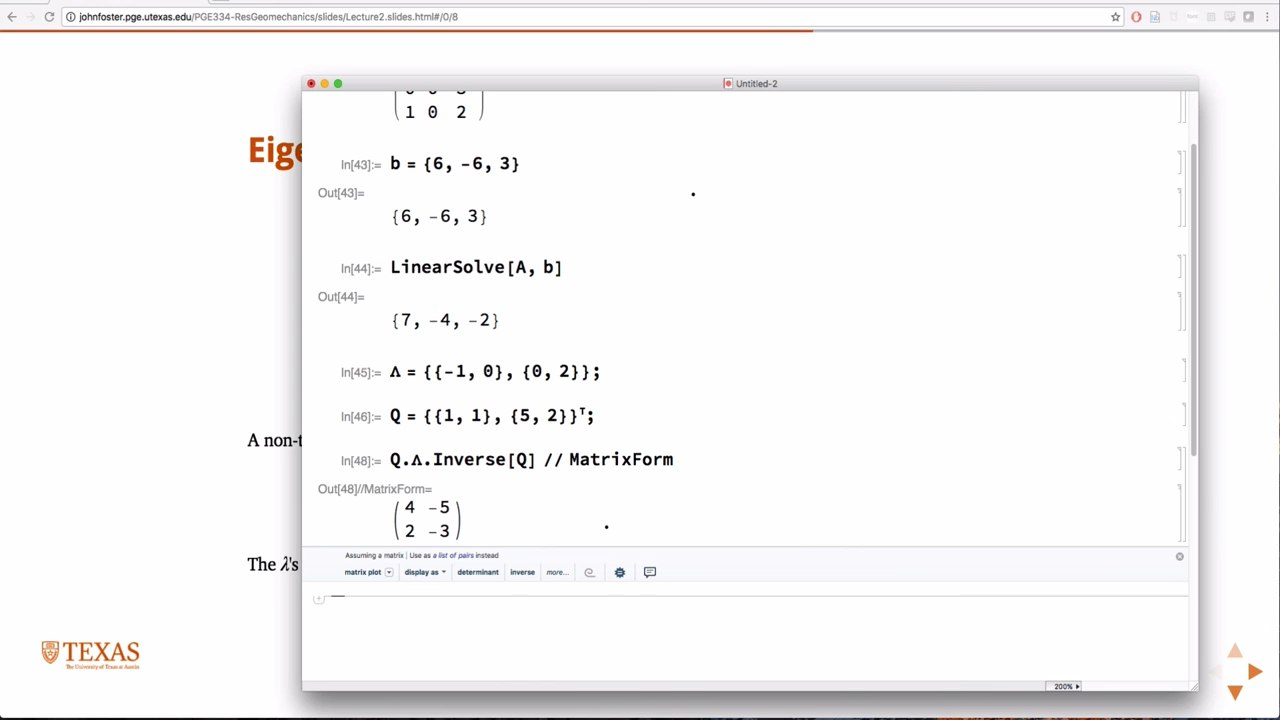 johnfoster.pge.utexas.edu/PGE334-ResGeomechanics/slides/Lecture2.slides.html#/0/8
Untitled-2
1 0 2
In[43]:= b = {6, -6, 3}
Out[43]=
{6, -6, 3}
In[44]:= LinearSolve[A, b]
Out[44]=
{7, -4, -2}
In[45]:= Λ = {{-1, 0}, {0, 2}};
In[46]:= Q = {{1, 1}, {5, 2}}ᵀ;
In[48]:= Q.Λ.Inverse[Q] // MatrixForm
Out[48]//MatrixForm=
4 -5
2 -3
Assuming a matrix | Use as a list of pairs instead
matrix plot display as determinant inverse more...
The λ's
TEXAS
The University of Texas at Austin
200%